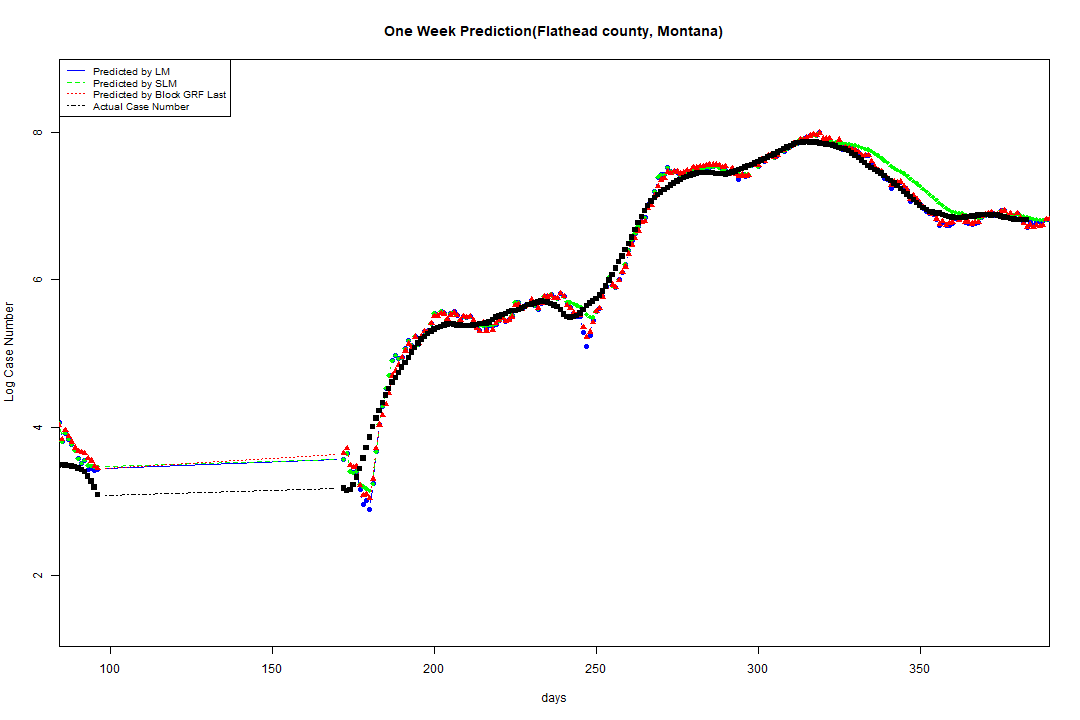 One Week Prediction(Flathead county, Montana)
Predicted by LM
Predicted by SLM
Predicted by Block GRF Last
Actual Case Number
8
6
4
2
Log Case Number
100 150 200 250 300 350
days